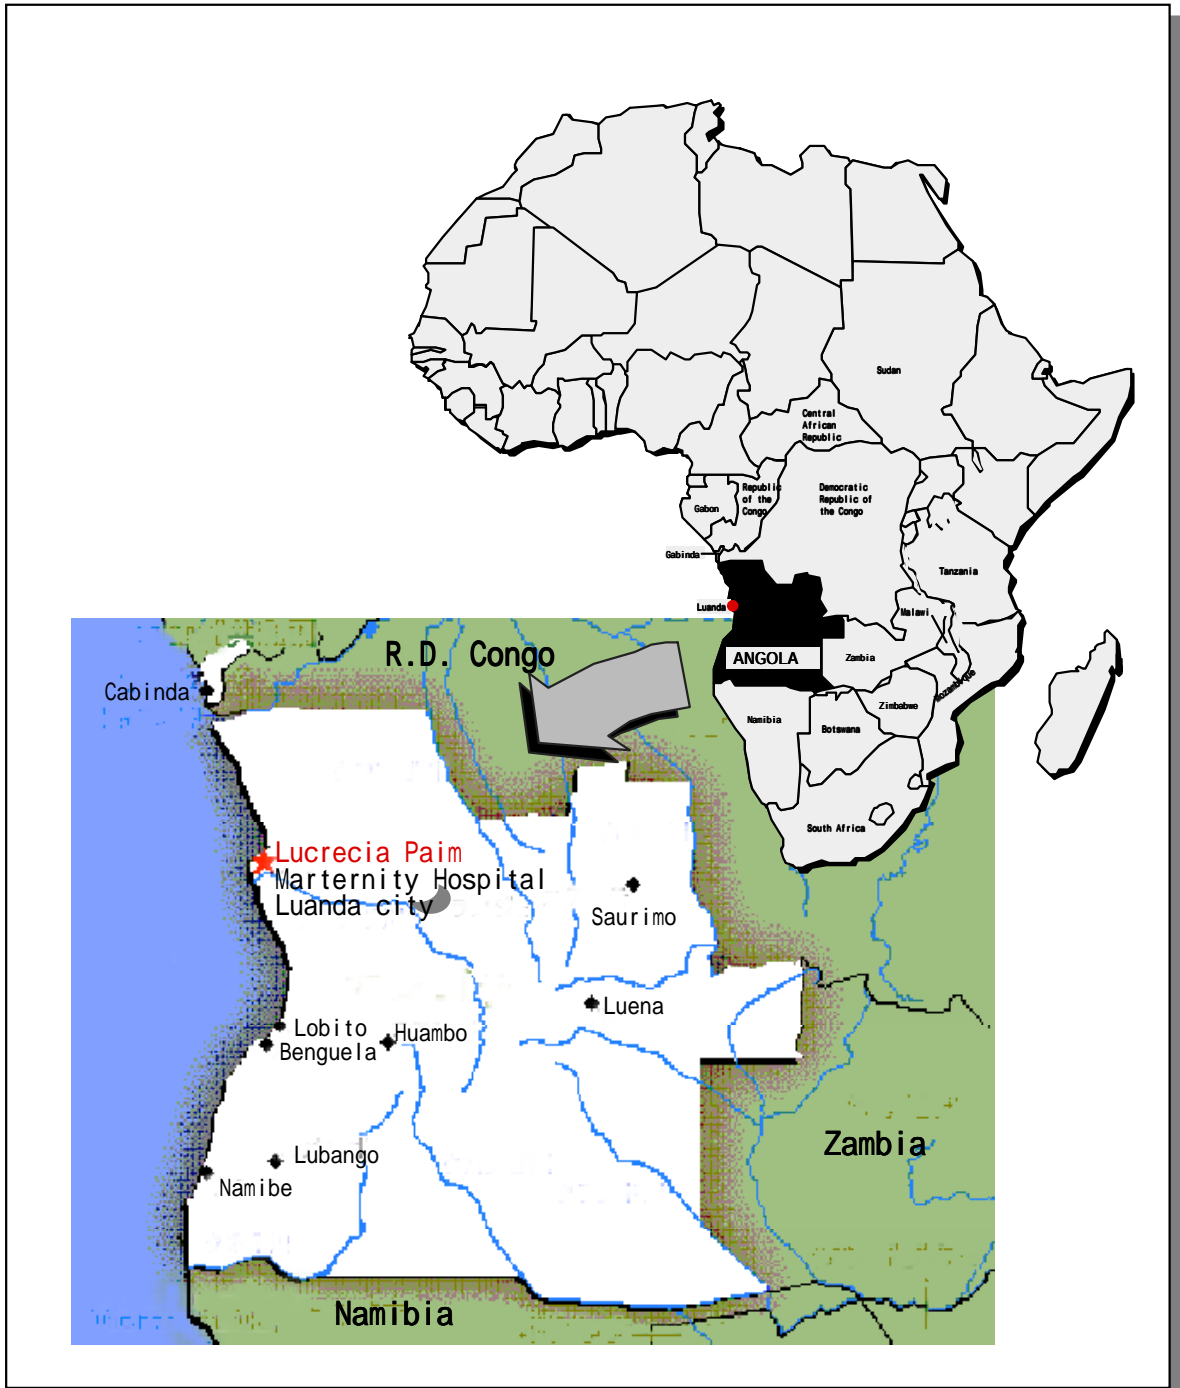 Sudan
Central
African
Republic
Republic
of the
Congo
Democratic
Republic of
the Congo
Gabon
Gabinda
Tanzania
Luanda
Malawi
ANGOLA
Zambia
Mozambique
Zimbabwe
Namibia
Botswana
South Africa
R.D. Congo
Cabinda
Lucrecia Paim
Marternity Hospital
Luanda city
Saurimo
Luena
Lobito
Huambo
Benguela
Lubango
Namibe
Zambia
Namibia